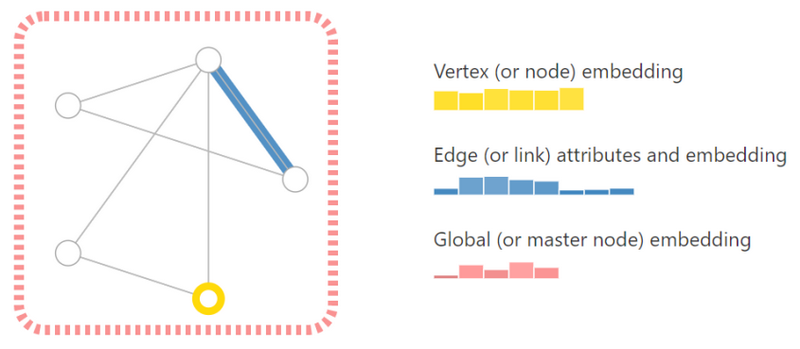 Vertex (or node) embedding
Edge (or link) attributes and embedding
Global (or master node) embedding